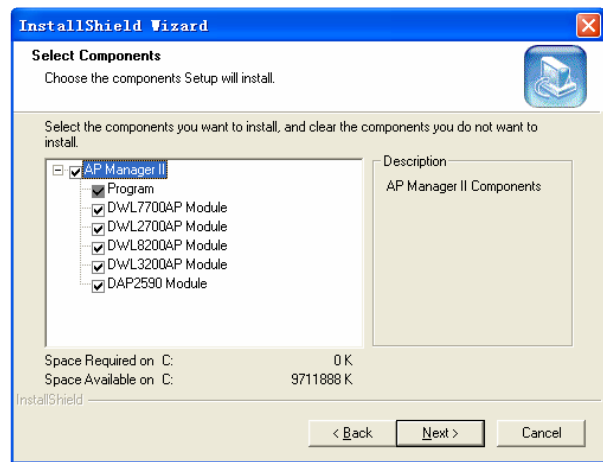 InstallShield Wizard
Select Components
Choose the components Setup will install.
Select the components you want to install, and clear the components you do not want to
install.
AP Manager II
Program
DWL7700AP Module
DWL2700AP Module
DWL8200AP Module
DWL3200AP Module
DAP2590 Module
Description
AP Manager II Components
Space Required on C: 0 K
Space Available on C: 9711888 K
InstallShield
< Back Next > Cancel